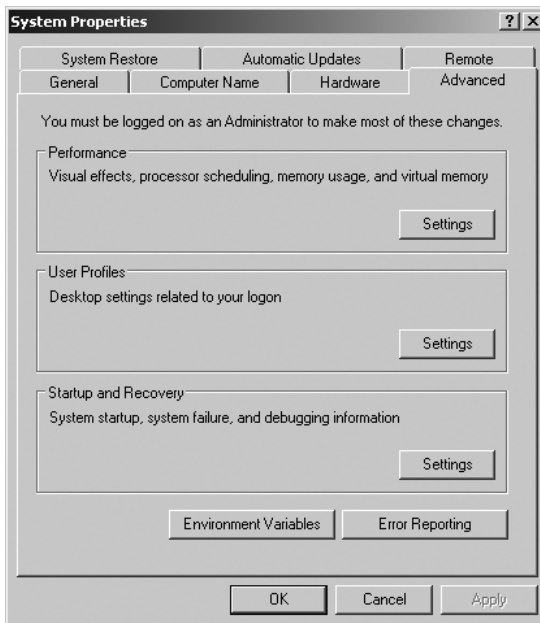 System Properties
System Restore Automatic Updates Remote
General Computer Name Hardware Advanced
You must be logged on as an Administrator to make most of these changes.
Performance
Visual effects, processor scheduling, memory usage, and virtual memory
Settings
User Profiles
Desktop settings related to your logon
Settings
Startup and Recovery
System startup, system failure, and debugging information
Settings
Environment Variables Error Reporting
OK Cancel Apply